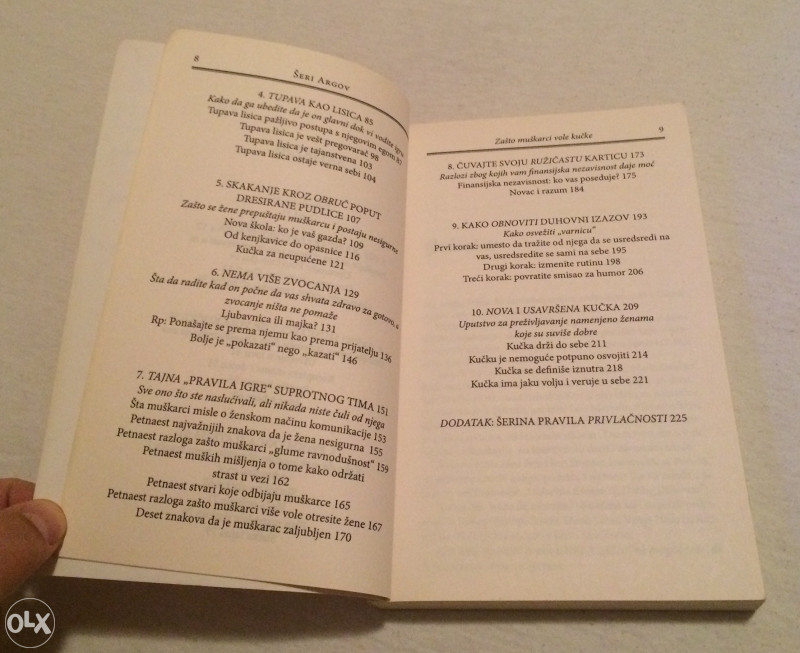 8
Šeri Argov
4. TUPAVA KAO LISICA 85
Kako da ga ubedite da je on glavni dok vi vodite igru
Tupava lisica pažljivo postupa s njegovim egom 87
Tupava lisica je vešt pregovarač 98
Tupava lisica je tajanstvena 103
Tupava lisica ostaje verna sebi 104
5. SKAKANJE KROZ OBRUČ POPUT
DRESIRANE PUDLICE 107
Zašto se žene prepuštaju muškarcu i postaju nesigurne
Nova škola: ko je vaš gazda? 109
Od kenjkavice do opasnice 116
Kučka za neupućene 121
6. NEMA VIŠE ZVOCANJA 129
Šta da radite kad on počne da vas shvata zdravo za gotovo, a
zvocanje ništa ne pomaže
Ljubavnica ili majka? 131
Rp: Ponašajte se prema njemu kao prema prijatelju 136
Bolje je „pokazati“ nego „kazati“ 146
7. TAJNA „PRAVILA IGRE“ SUPROTNOG TIMA 151
Sve ono što ste naslućivali, ali nikada niste čuli od njega
Šta muškarci misle o ženskom načinu komunikacije 153
Petnaest najvažnijih znakova da je žena nesigurna 155
Petnaest razloga zašto muškarci „glume ravnodušnost“ 159
Petnaest muških mišljenja o tome kako održati
strast u vezi 162
Petnaest stvari koje odbijaju muškarce 165
Petnaest razloga zašto muškarci više vole otresite žene 167
Deset znakova da je muškarac zaljubljen 170
Zašto muškarci vole kučke
9
8. ČUVAJTE SVOJU RUŽIČASTU KARTICU 173
Razlozi zbog kojih vam finansijska nezavisnost daje moć
Finansijska nezavisnost: ko vas poseduje? 175
Novac i razum 184
9. KAKO OBNOVITI DUHOVNI IZAZOV 193
Kako osvežiti „varnicu“
Prvi korak: umesto da tražite od njega da se usredsredi na
vas, usredsredite se sami na sebe 195
Drugi korak: izmenite rutinu 198
Treći korak: povratite smisao za humor 206
10. NOVA I USAVRŠENA KUČKA 209
Uputstvo za preživljavanje namenjeno ženama
koje su suviše dobre
Kučka drži do sebe 211
Kučku je nemoguće potpuno osvojiti 214
Kučka se definiše iznutra 218
Kučka ima jaku volju i veruje u sebe 221
DODATAK: ŠERINA PRAVILA PRIVLAČNOSTI 225
OLX